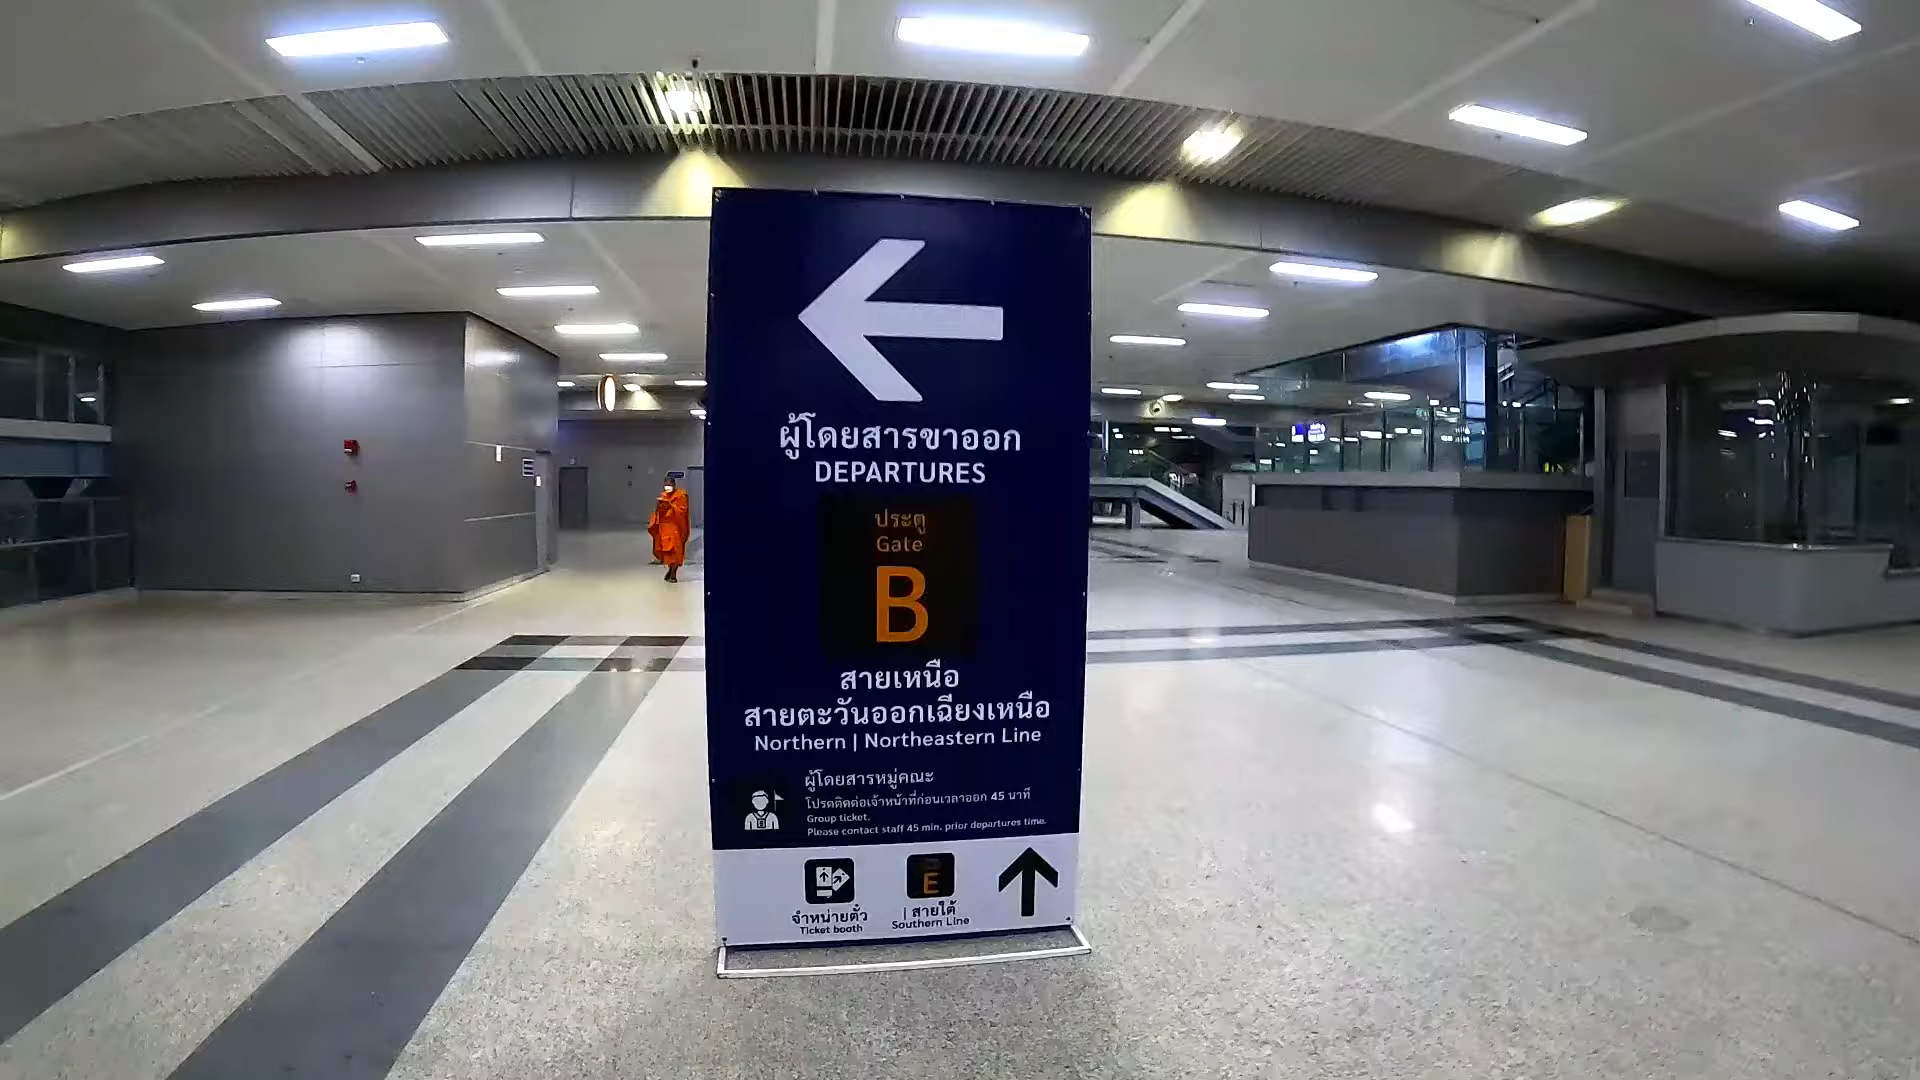 ผู้โดยสารขาออก
DEPARTURES
ประตู
Gate
B
สายเหนือ
สายตะวันออกเฉียงเหนือ
Northern | Northeastern Line
ผู้โดยสารหมู่คณะ
โปรดติดต่อเจ้าหน้าที่ก่อนเวลาออก 45 นาที
Group ticket.
Please contact staff 45 min. prior departures time.
E
จำหน่ายตั๋ว
Ticket booth
| สายใต้
Southern Line